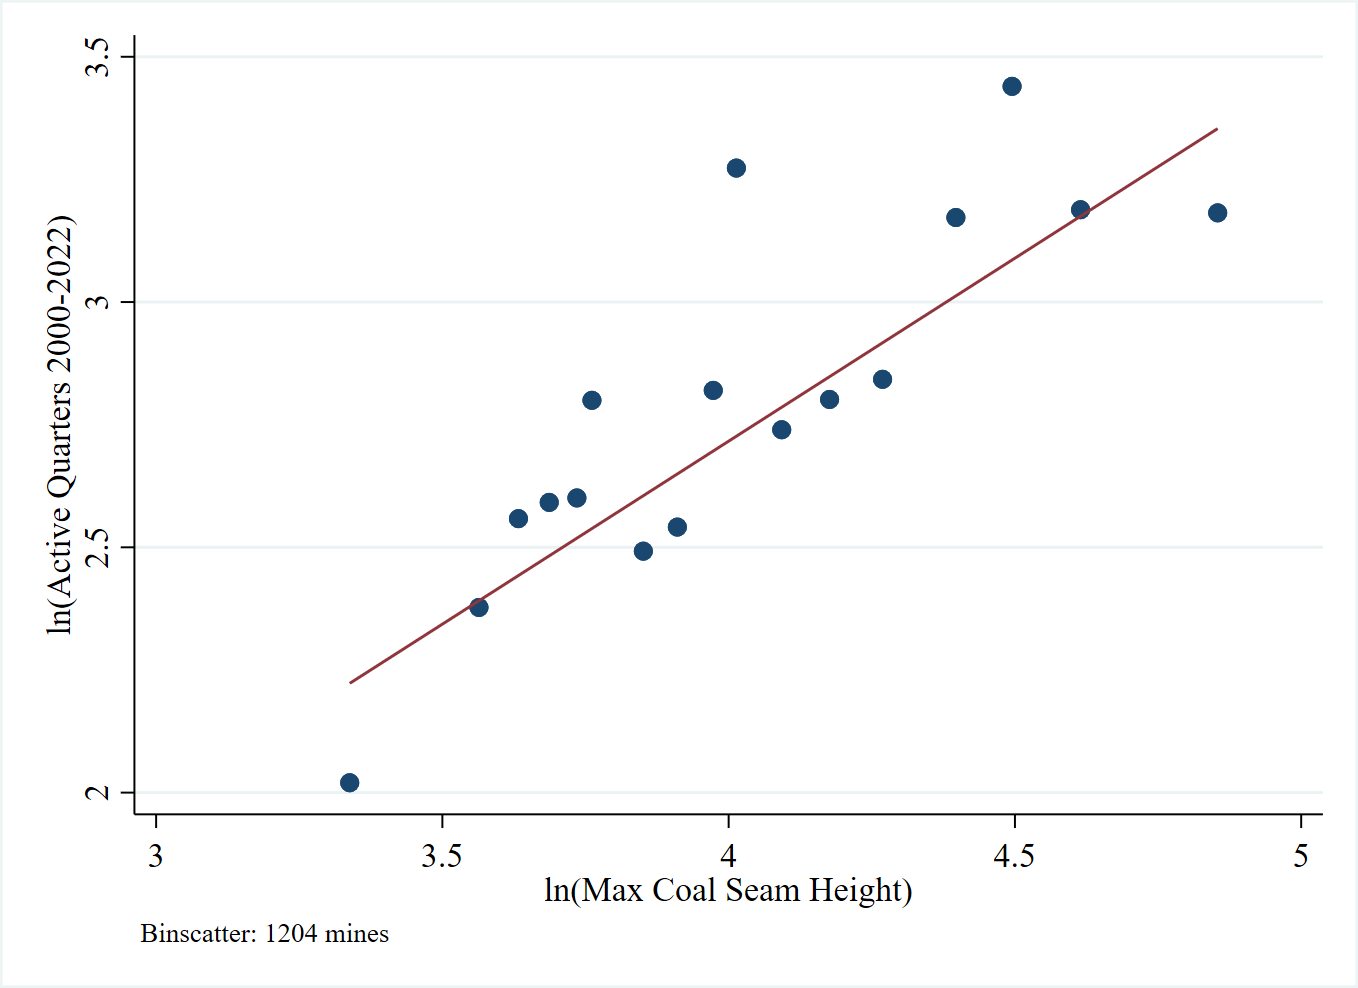 ln(Active Quarters 2000-2022)
3.5
3
2.5
2
3 3.5 4 4.5 5
ln(Max Coal Seam Height)
Binscatter: 1204 mines